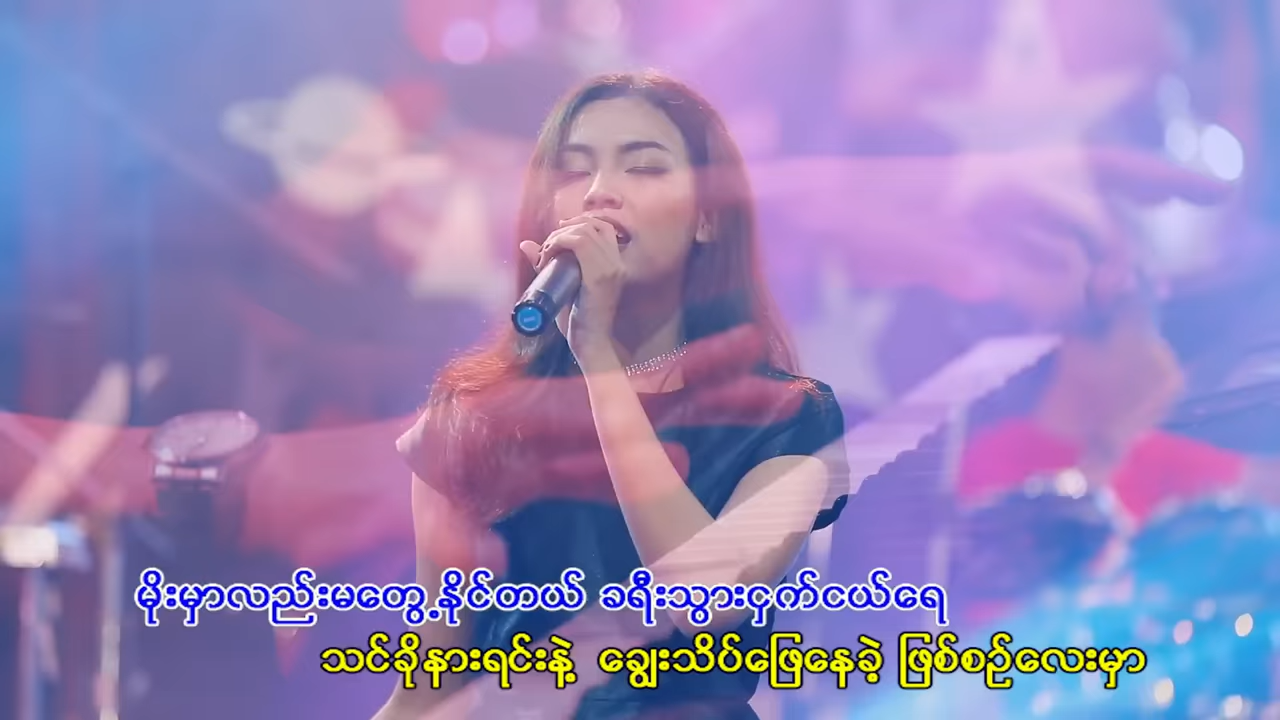 မိုးမှာလည်းမတွေ့နိုင်တယ် ခရီးသွားငှက်ငယ်ရေ
သင်ခိုနားရင်းနဲ့ ချွေးသိပ်ဖြေနေခဲ့ ဖြစ်စဉ်လေးမှာ